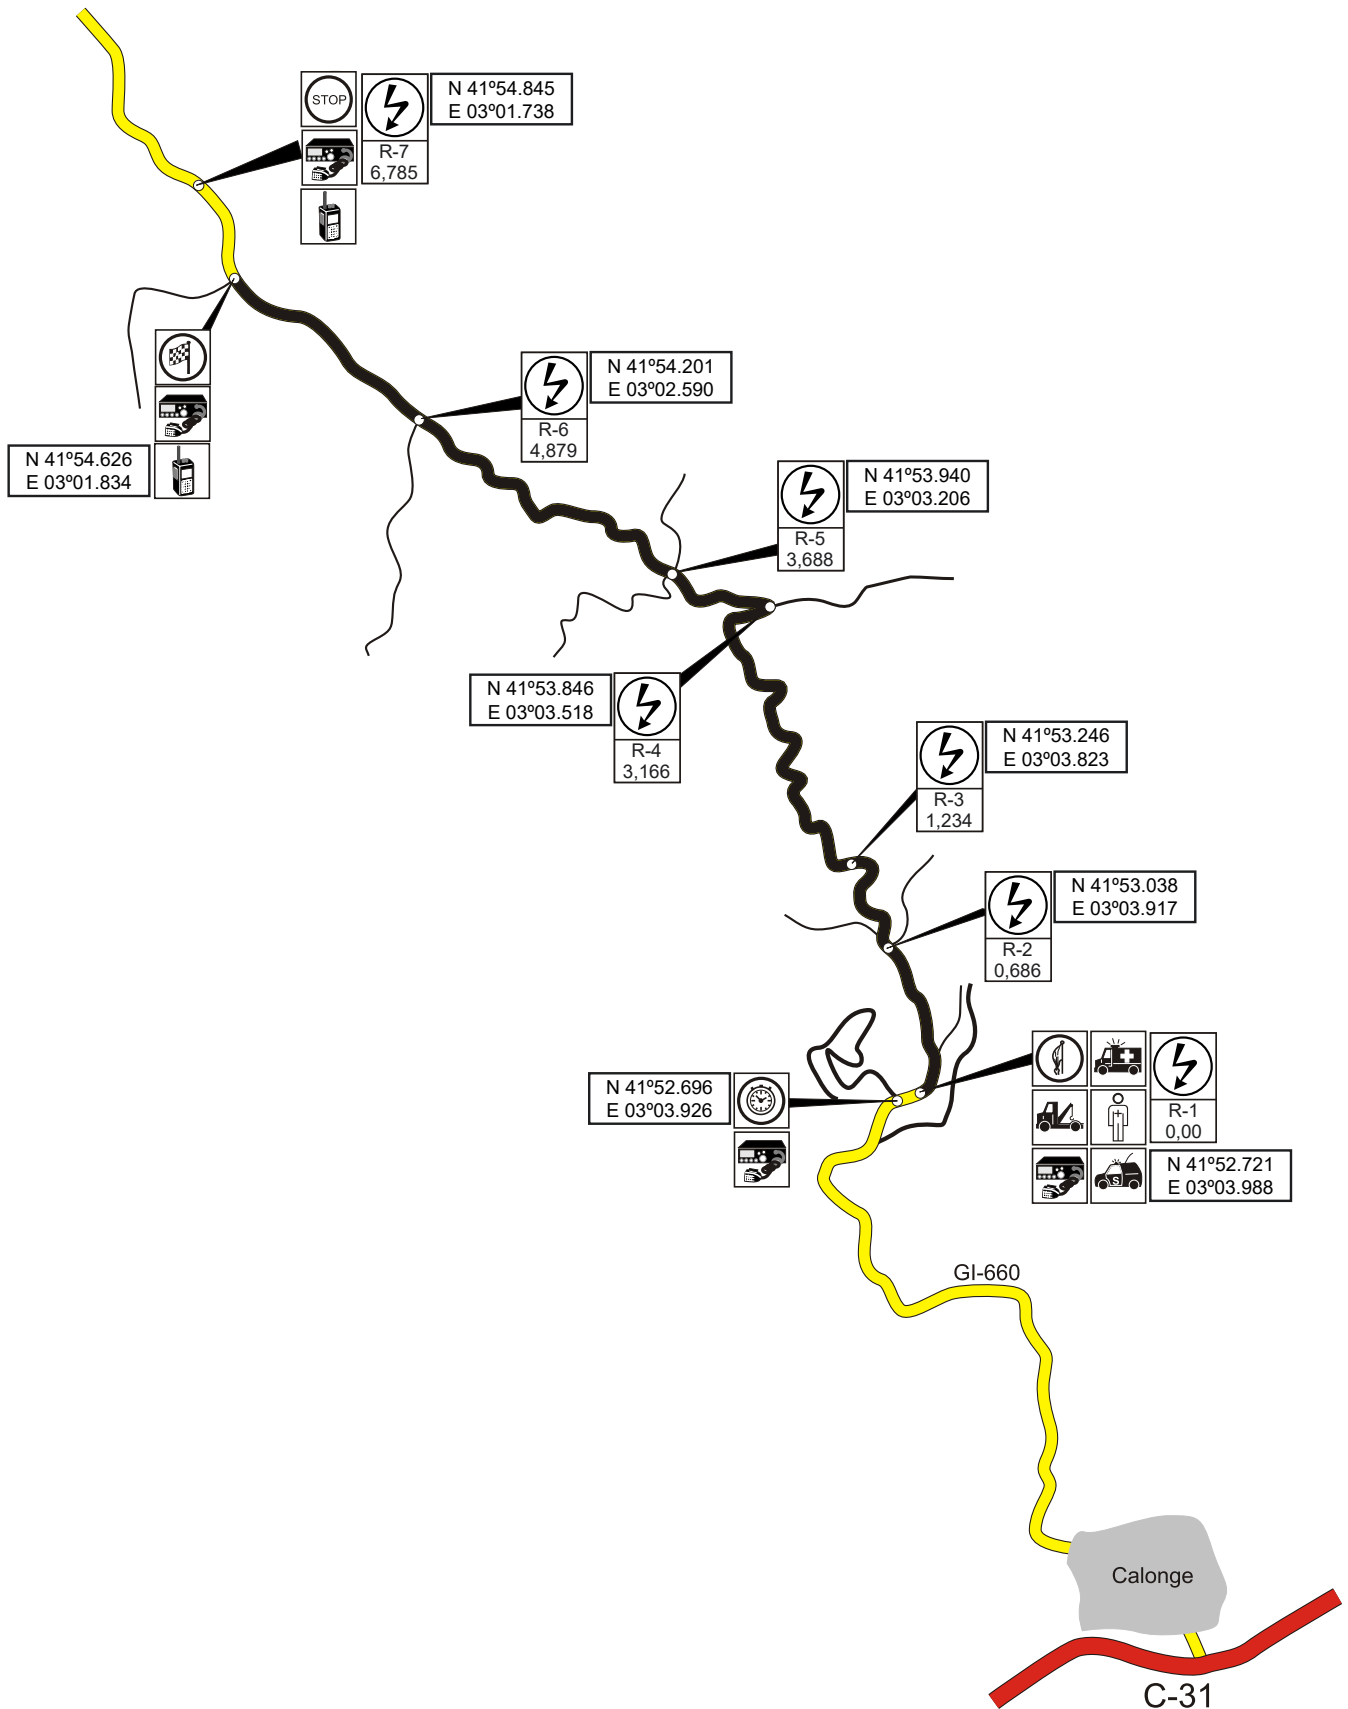 STOP
R-7
6,785
N 41º54.845
E 03º01.738
N 41º54.626
E 03º01.834
R-6
4,879
N 41º54.201
E 03º02.590
R-5
3,688
N 41º53.940
E 03º03.206
N 41º53.846
E 03º03.518
R-4
3,166
R-3
1,234
N 41º53.246
E 03º03.823
R-2
0,686
N 41º53.038
E 03º03.917
N 41º52.696
E 03º03.926
R-1
0,00
S
N 41º52.721
E 03º03.988
GI-660
Calonge
C-31